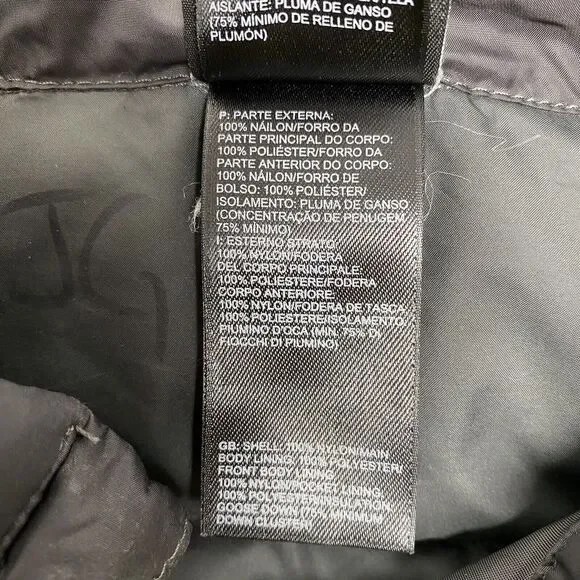 AISLANTE: PLUMA DE GANSO
(75% MÍNIMO DE RELLENO DE
PLUMÓN)
P: PARTE EXTERNA:
100% NÁILON/FORRO DA
PARTE PRINCIPAL DO CORPO:
100% POLIÉSTER/FORRO DA
PARTE ANTERIOR DO CORPO:
100% NÁILON/FORRO DE
BOLSO: 100% POLIÉSTER/
ISOLAMENTO: PLUMA DE GANSO
(CONCENTRAÇÃO DE PENUGEM
75% MÍNIMO)
I: ESTERNO STRATO:
100% NYLON/FODERA
DEL CORPO PRINCIPALE:
100% POLIESTERE/FODERA
CORPO ANTERIORE:
100% NYLON/FODERA DE TASCA
100% POLIESTERE/ISOLAMENTO:
PIUMINO D'OCA (MIN. 75% DI
FIOCCHI DI PIUMINO)
GB: SHELL: 100% NYLON/MAIN
BODY LINING: 100% POLYESTER/
FRONT BODY LINING:
100% NYLON/POCKET LINING:
100% POLYESTER/INSULATION:
GOOSE DOWN (75% MINIMUM
DOWN CLUSTER)
JG